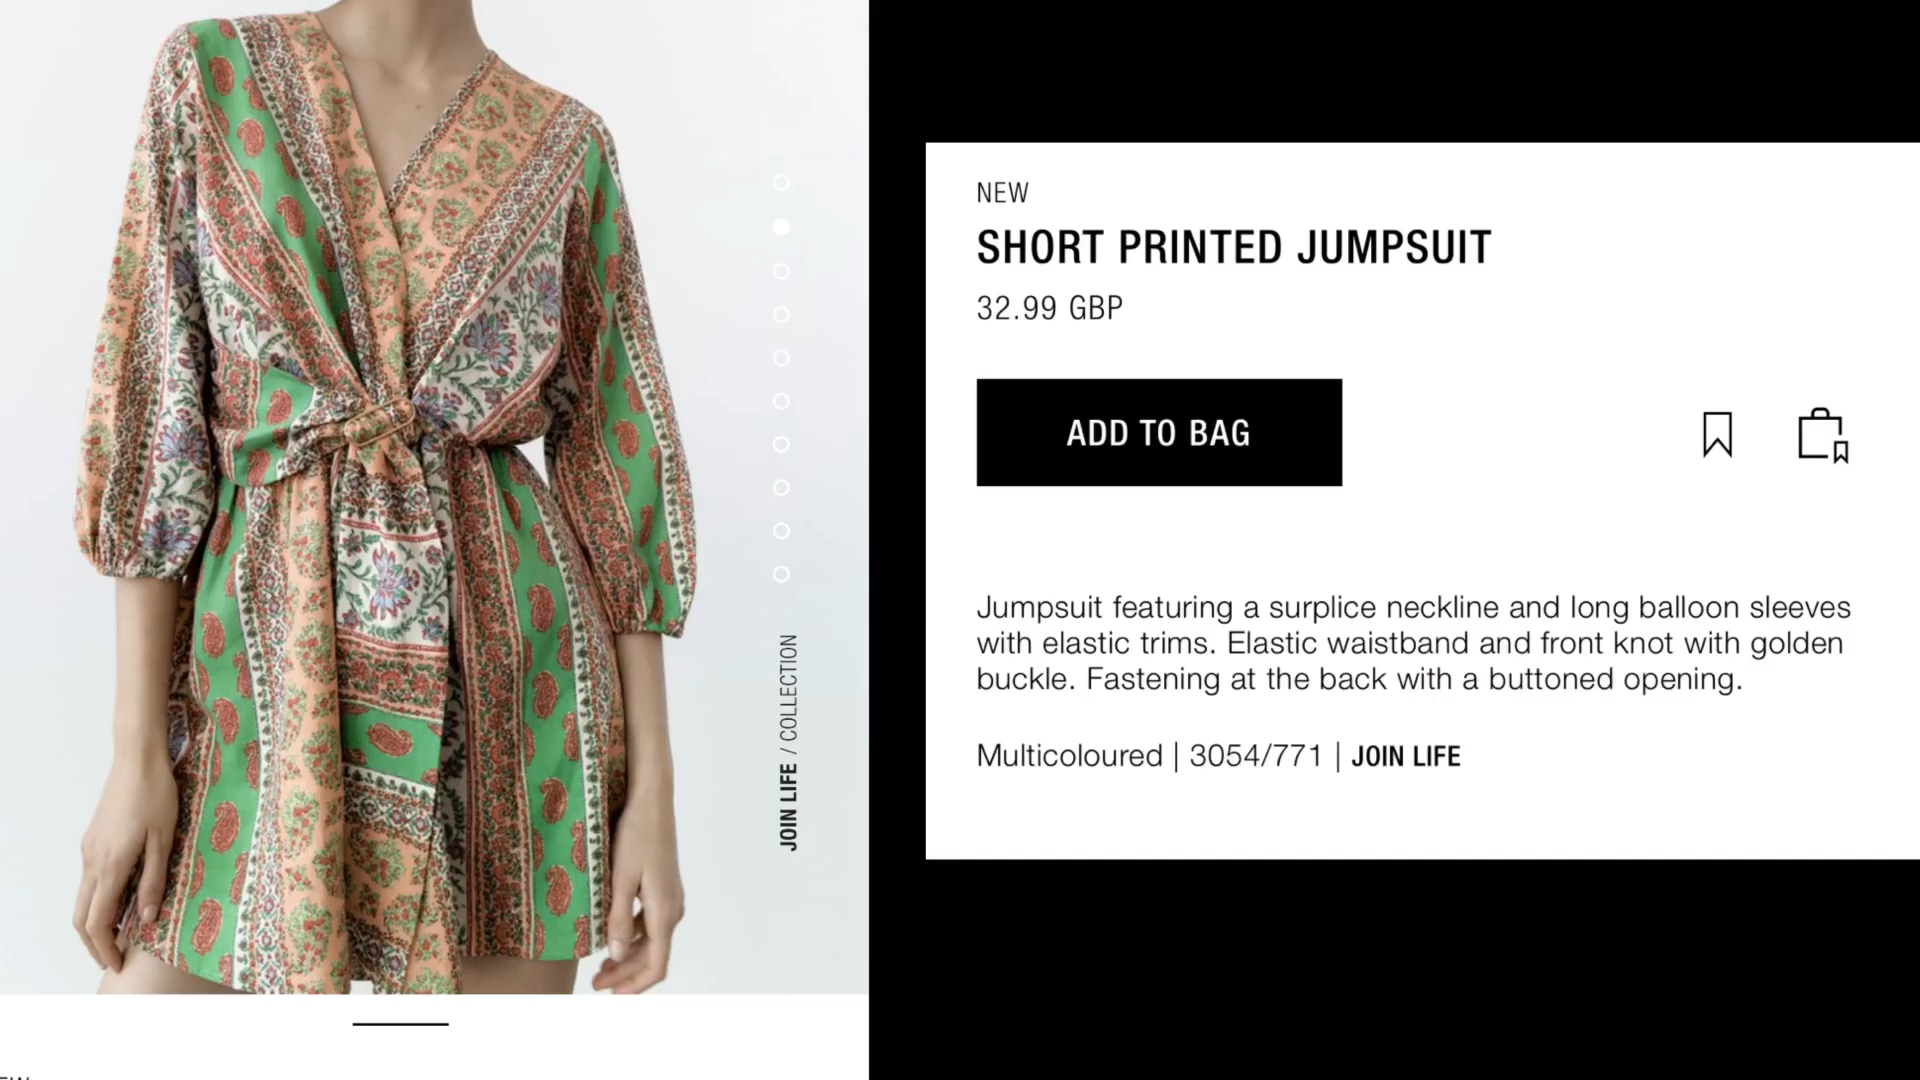 JOIN LIFE / COLLECTION
NEW
SHORT PRINTED JUMPSUIT
32.99 GBP
ADD TO BAG
Jumpsuit featuring a surplice neckline and long balloon sleeves
with elastic trims. Elastic waistband and front knot with golden
buckle. Fastening at the back with a buttoned opening.
Multicoloured | 3054/771 | JOIN LIFE